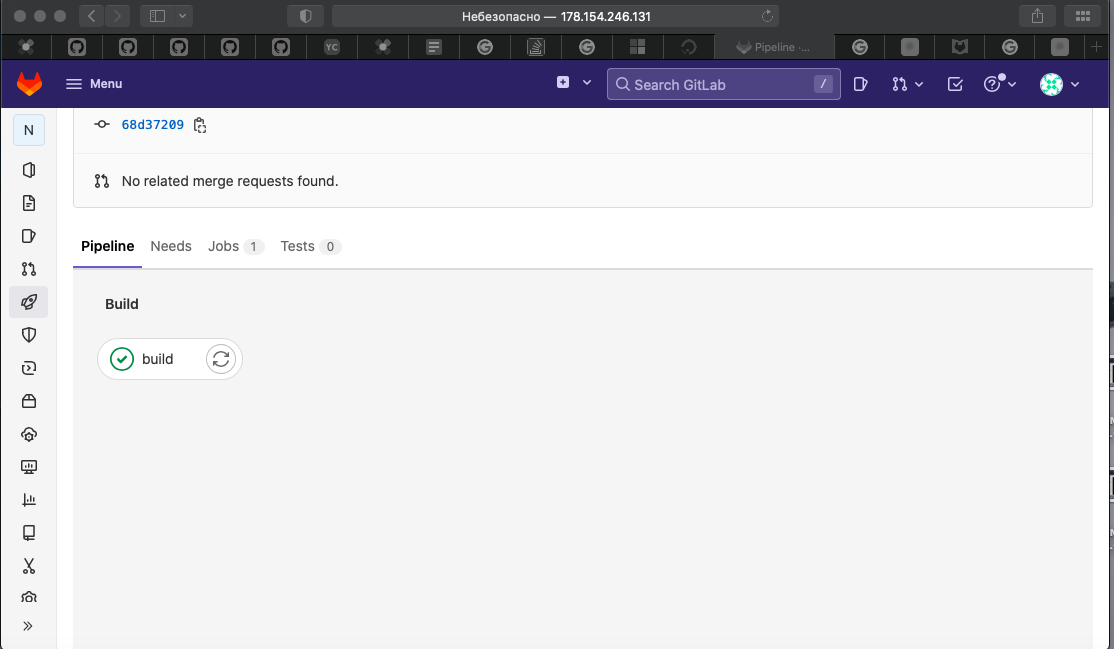 Небезопасно — 178.154.246.131
YC
Pipeline ·...
Menu
Search GitLab
/
N
68d37209
No related merge requests found.
Pipeline Needs Jobs 1 Tests 0
Build
build